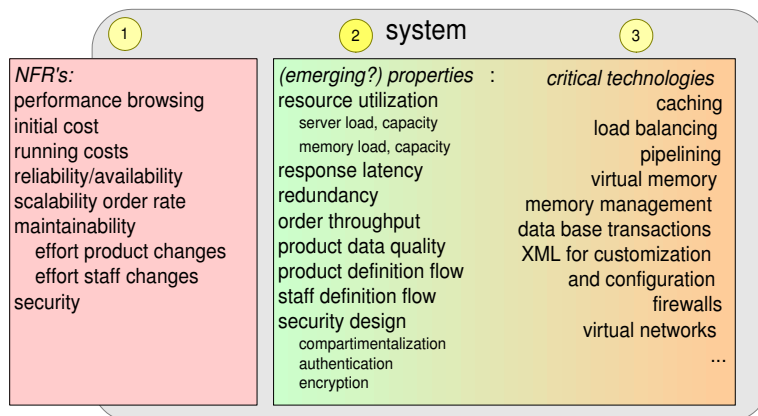 1
2
system
3
NFR's:
performance browsing
initial cost
running costs
reliability/availability
scalability order rate
maintainability
effort product changes
effort staff changes
security
(emerging?) properties :
resource utilization
server load, capacity
memory load, capacity
response latency
redundancy
order throughput
product data quality
product definition flow
staff definition flow
security design
compartimentalization
authentication
encryption
critical technologies
caching
load balancing
pipelining
virtual memory
memory management
data base transactions
XML for customization
and configuration
firewalls
virtual networks
...